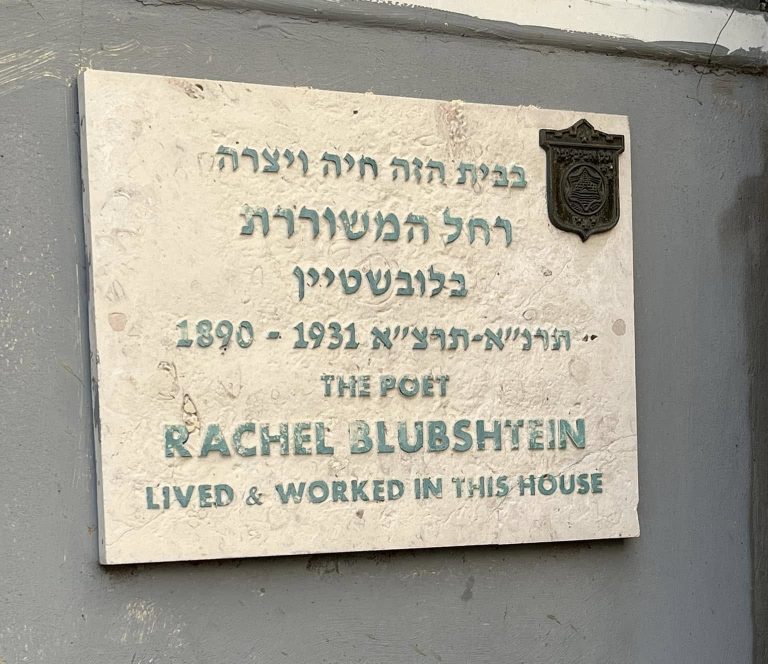 בבית הזה חיה ויצרה
רחל המשוררת
בלובשטיין
תרנ״א-תרצ״א 1931 - 1890
THE POET
RACHEL BLUBSHTEIN
LIVED & WORKED IN THIS HOUSE